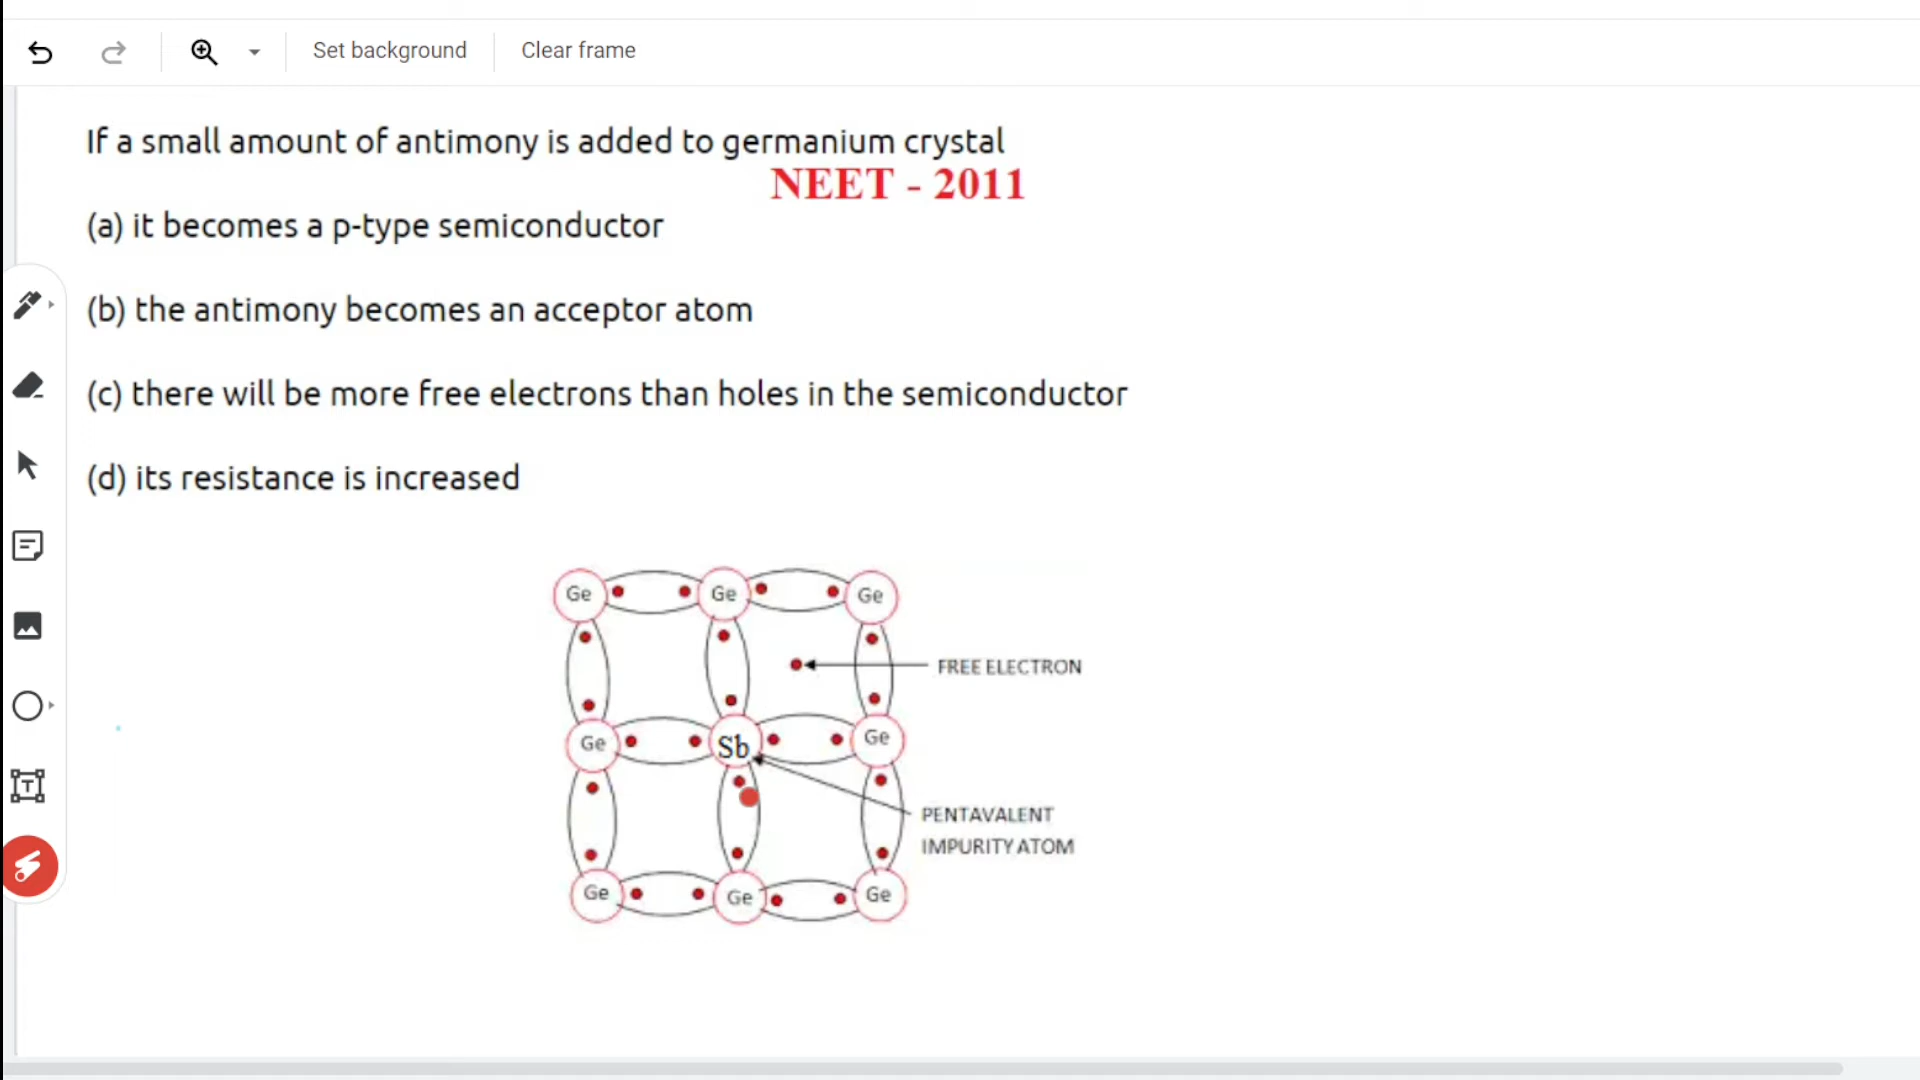 Set background
Clear frame
If a small amount of antimony is added to germanium crystal
NEET - 2011
(a) it becomes a p-type semiconductor
(b) the antimony becomes an acceptor atom
(c) there will be more free electrons than holes in the semiconductor
(d) its resistance is increased
Ge Ge Ge
FREE ELECTRON
Ge Sb Ge
PENTAVALENT
IMPURITY ATOM
Ge Ge Ge